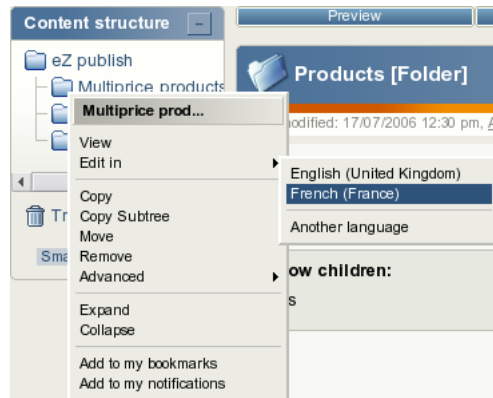 Content structure
Preview
eZ publish
Multiprice products
Products [Folder]
Multiprice prod...
odified: 17/07/2006 12:30 pm,
View
Edit in
English (United Kingdom)
French (France)
Another language
Copy
Copy Subtree
Move
Remove
Advanced
Tr
Sma
ow children:
s
Expand
Collapse
Add to my bookmarks
Add to my notifications